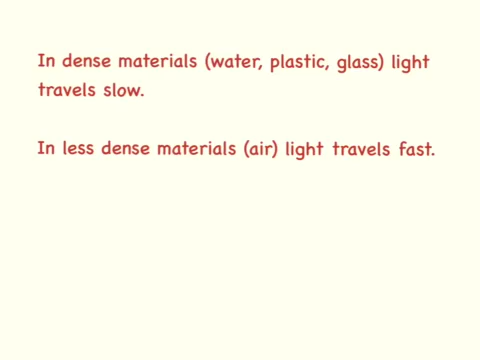 In dense materials (water, plastic, glass) light
travels slow.
In less dense materials (air) light travels fast.